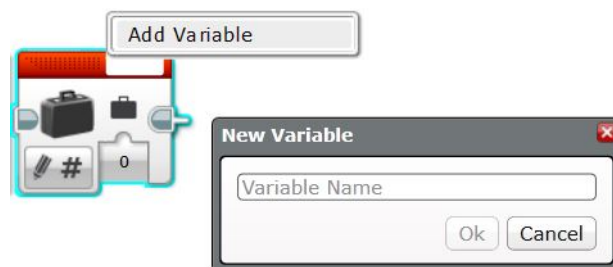 Add Variable
# 0
New Variable
Variable Name
Ok Cancel